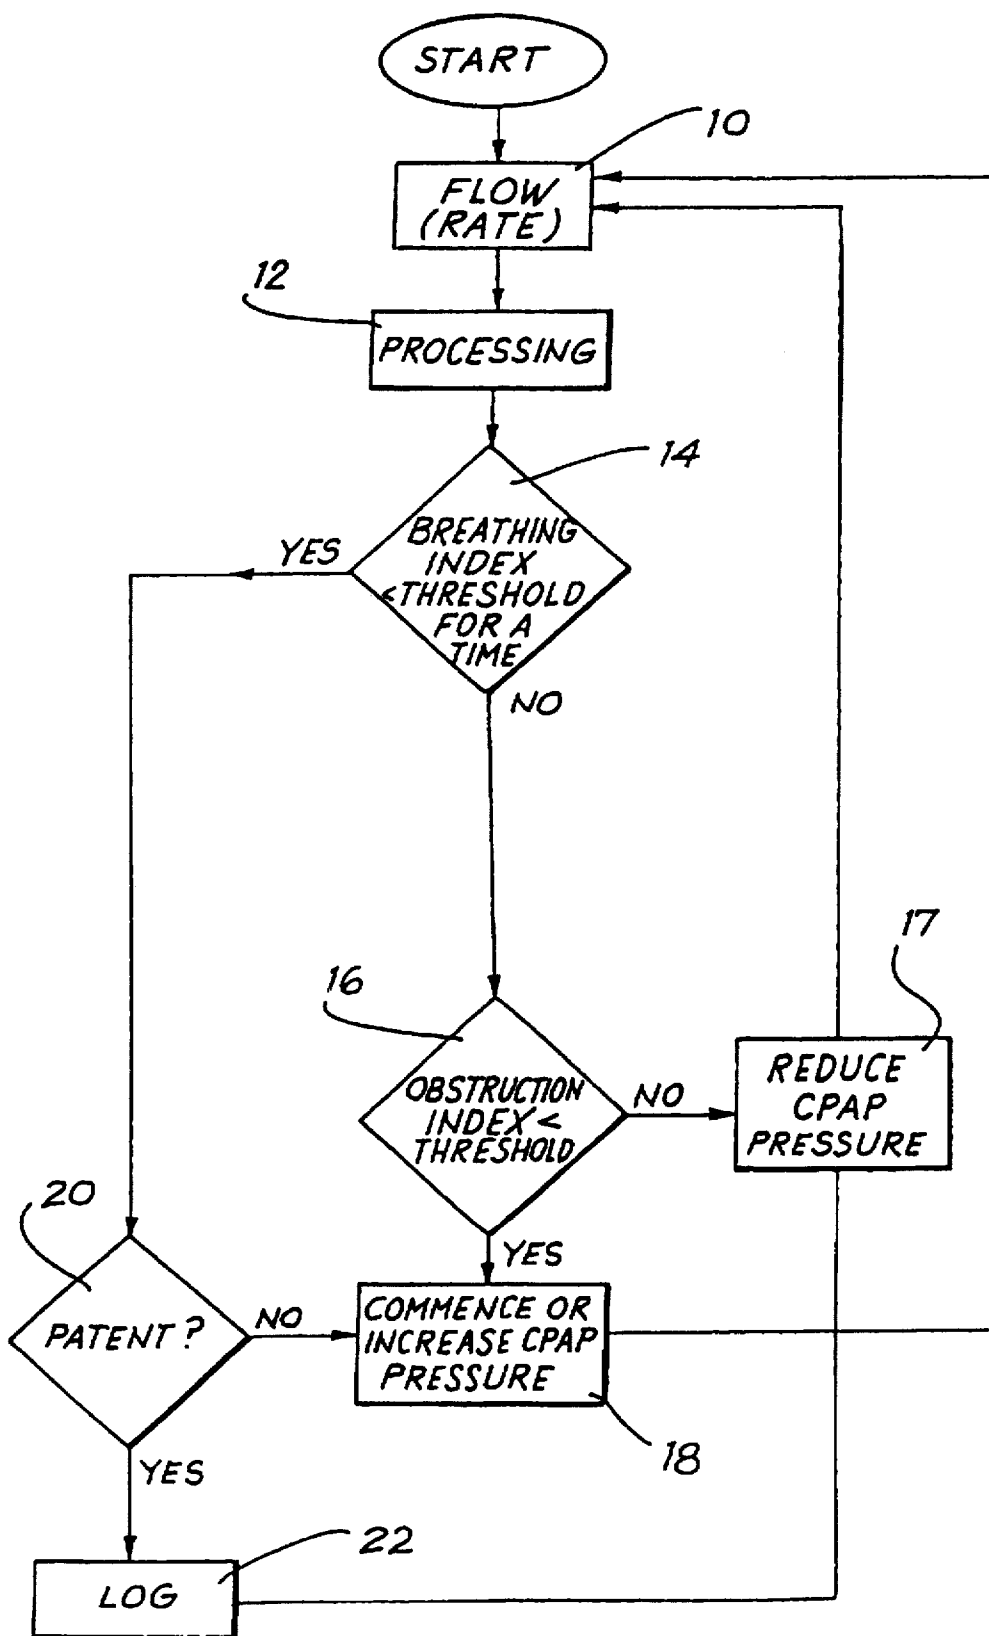 START
10
FLOW
(RATE)
12
PROCESSING
14
BREATHING
INDEX
<THRESHOLD
FOR A
TIME
YES
NO
17
16
OBSTRUCTION
INDEX <
THRESHOLD
NO
REDUCE
CPAP
PRESSURE
20
YES
PATENT?
NO
COMMENCE OR
INCREASE CPAP
PRESSURE
18
YES
22
LOG